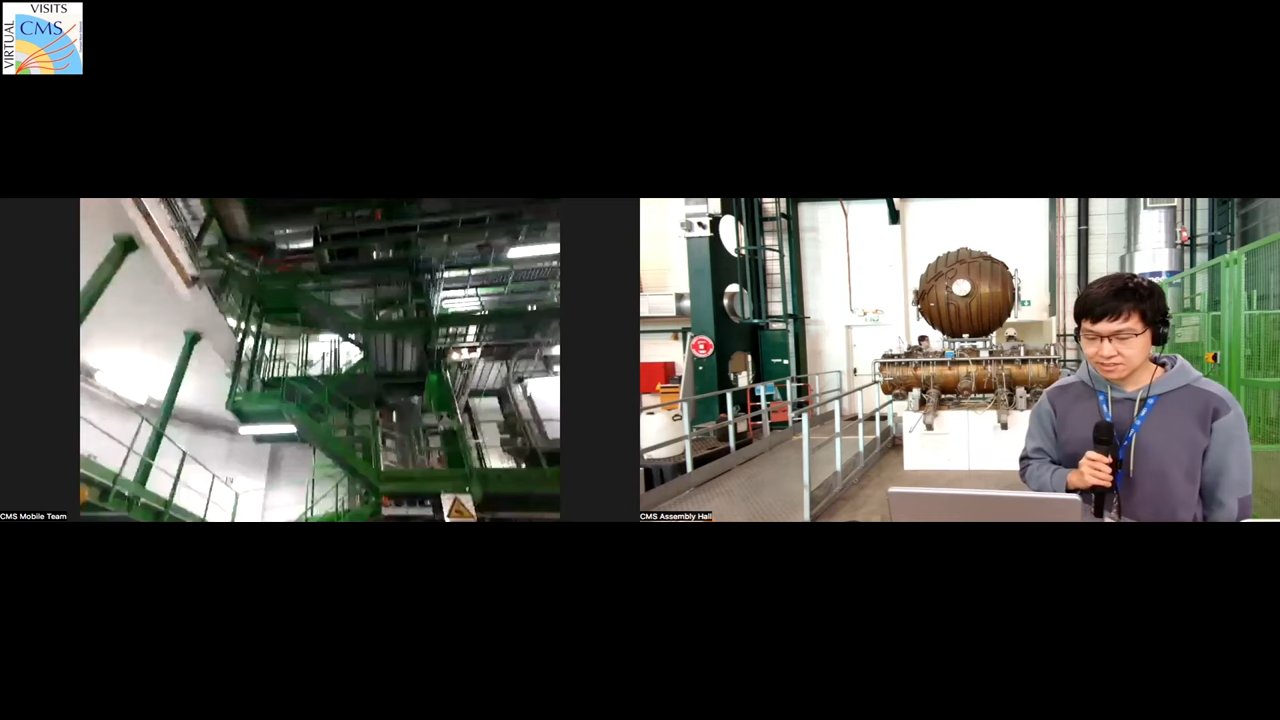 VISITS
CMS
VIRTUAL
CMS Mobile Team
CMS Assembly Hall